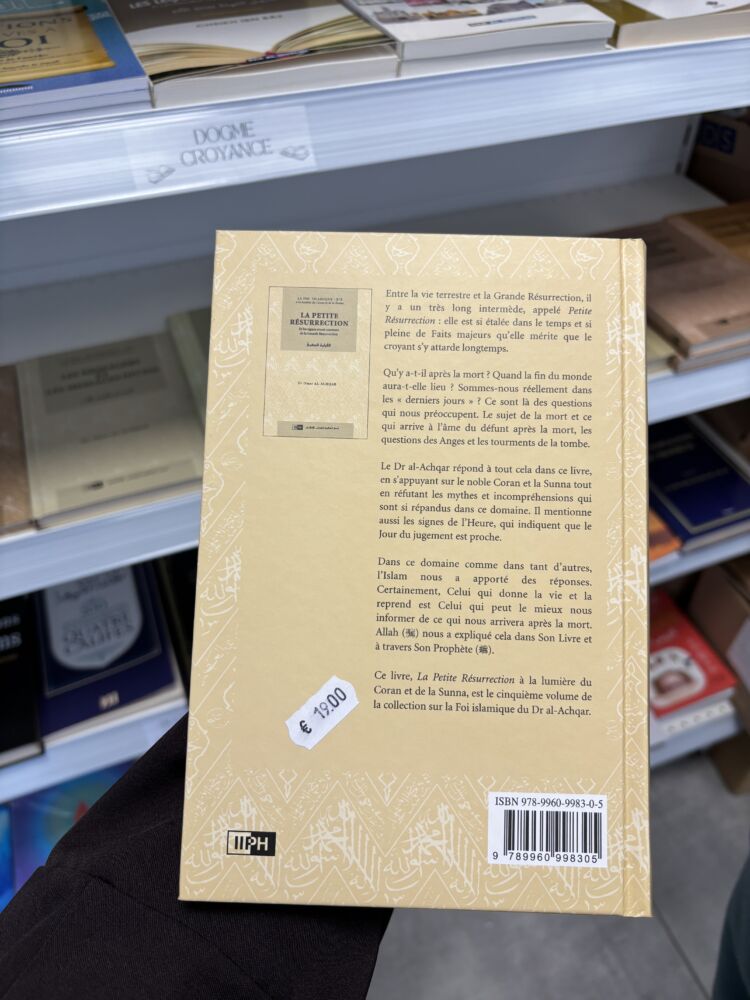 DOGME
CROYANCE
LA PETITE
RÉSURRECTION
Dr Omar AL-ACHQAR
Entre la vie terrestre et la Grande Résurrection, il
y a un très long intermède, appelé Petite
Résurrection : elle est si étalée dans le temps et si
pleine de Faits majeurs qu'elle mérite que le
croyant s'y attarde longtemps.
Qu'y a-t-il après la mort ? Quand la fin du monde
aura-t-elle lieu ? Sommes-nous réellement dans
les « derniers jours » ? Ce sont là des questions
qui nous préoccupent. Le sujet de la mort et ce
qui arrive à l'âme du défunt après la mort, les
questions des Anges et les tourments de la tombe.
Le Dr al-Achqar répond à tout cela dans ce livre,
en s'appuyant sur le noble Coran et la Sunna tout
en réfutant les mythes et incompréhensions qui
sont si répandus dans ce domaine. Il mentionne
aussi les signes de l'Heure, qui indiquent que le
Jour du jugement est proche.
Dans ce domaine comme dans tant d'autres,
l'Islam nous a apporté des réponses.
Certainement, Celui qui donne la vie et la
reprend est Celui qui peut le mieux nous
informer de ce qui nous arrivera après la mort.
Allah (ﷻ) nous a expliqué cela dans Son Livre et
à travers Son Prophète (ﷺ).
Ce livre, La Petite Résurrection à la lumière du
Coran et de la Sunna, est le cinquième volume de
la collection sur la Foi islamique du Dr al-Achqar.
€ 19.00
ISBN 978-9960-9983-0-5
9 789960 998305
IIPH